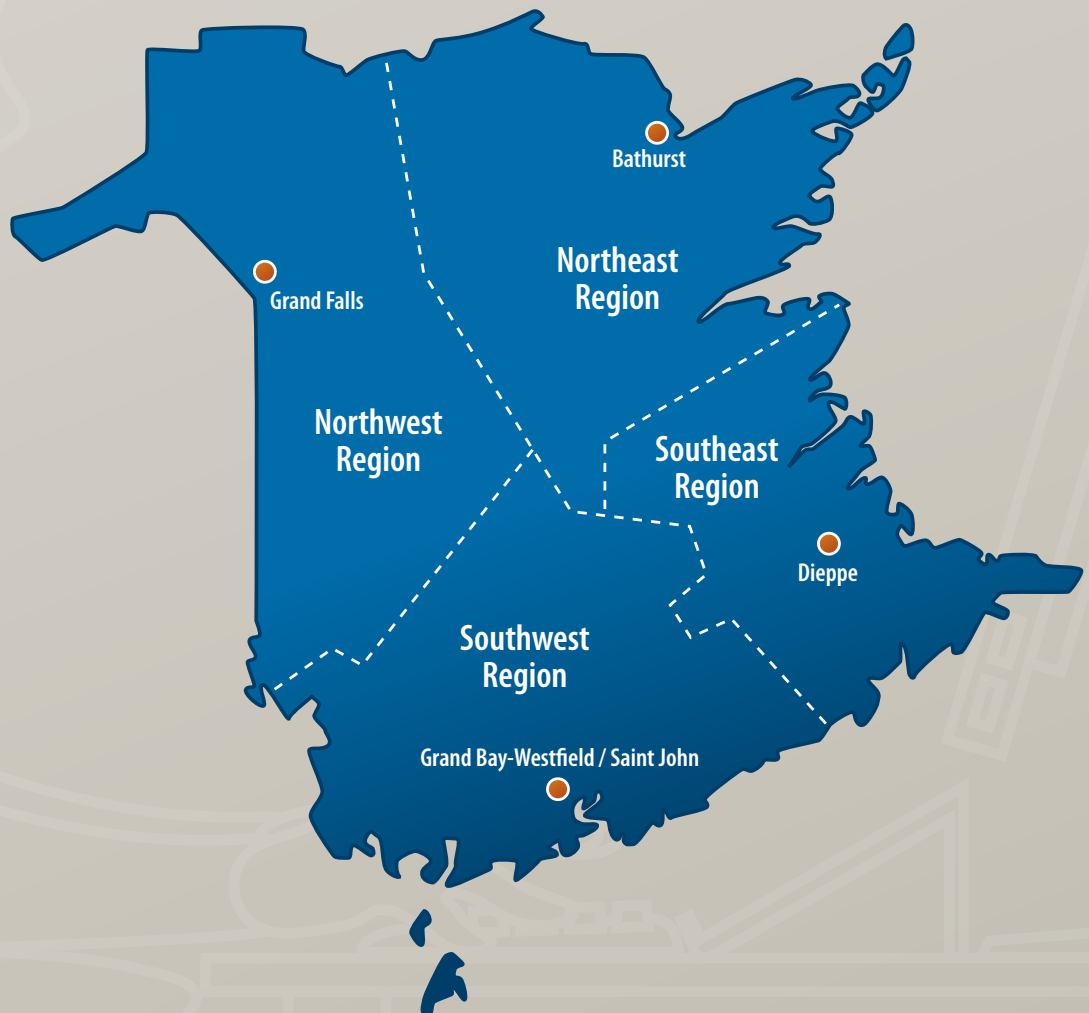 Bathurst
Northeast
Region
Grand Falls
Northwest
Region
Southeast
Region
Dieppe
Southwest
Region
Grand Bay-Westfield / Saint John